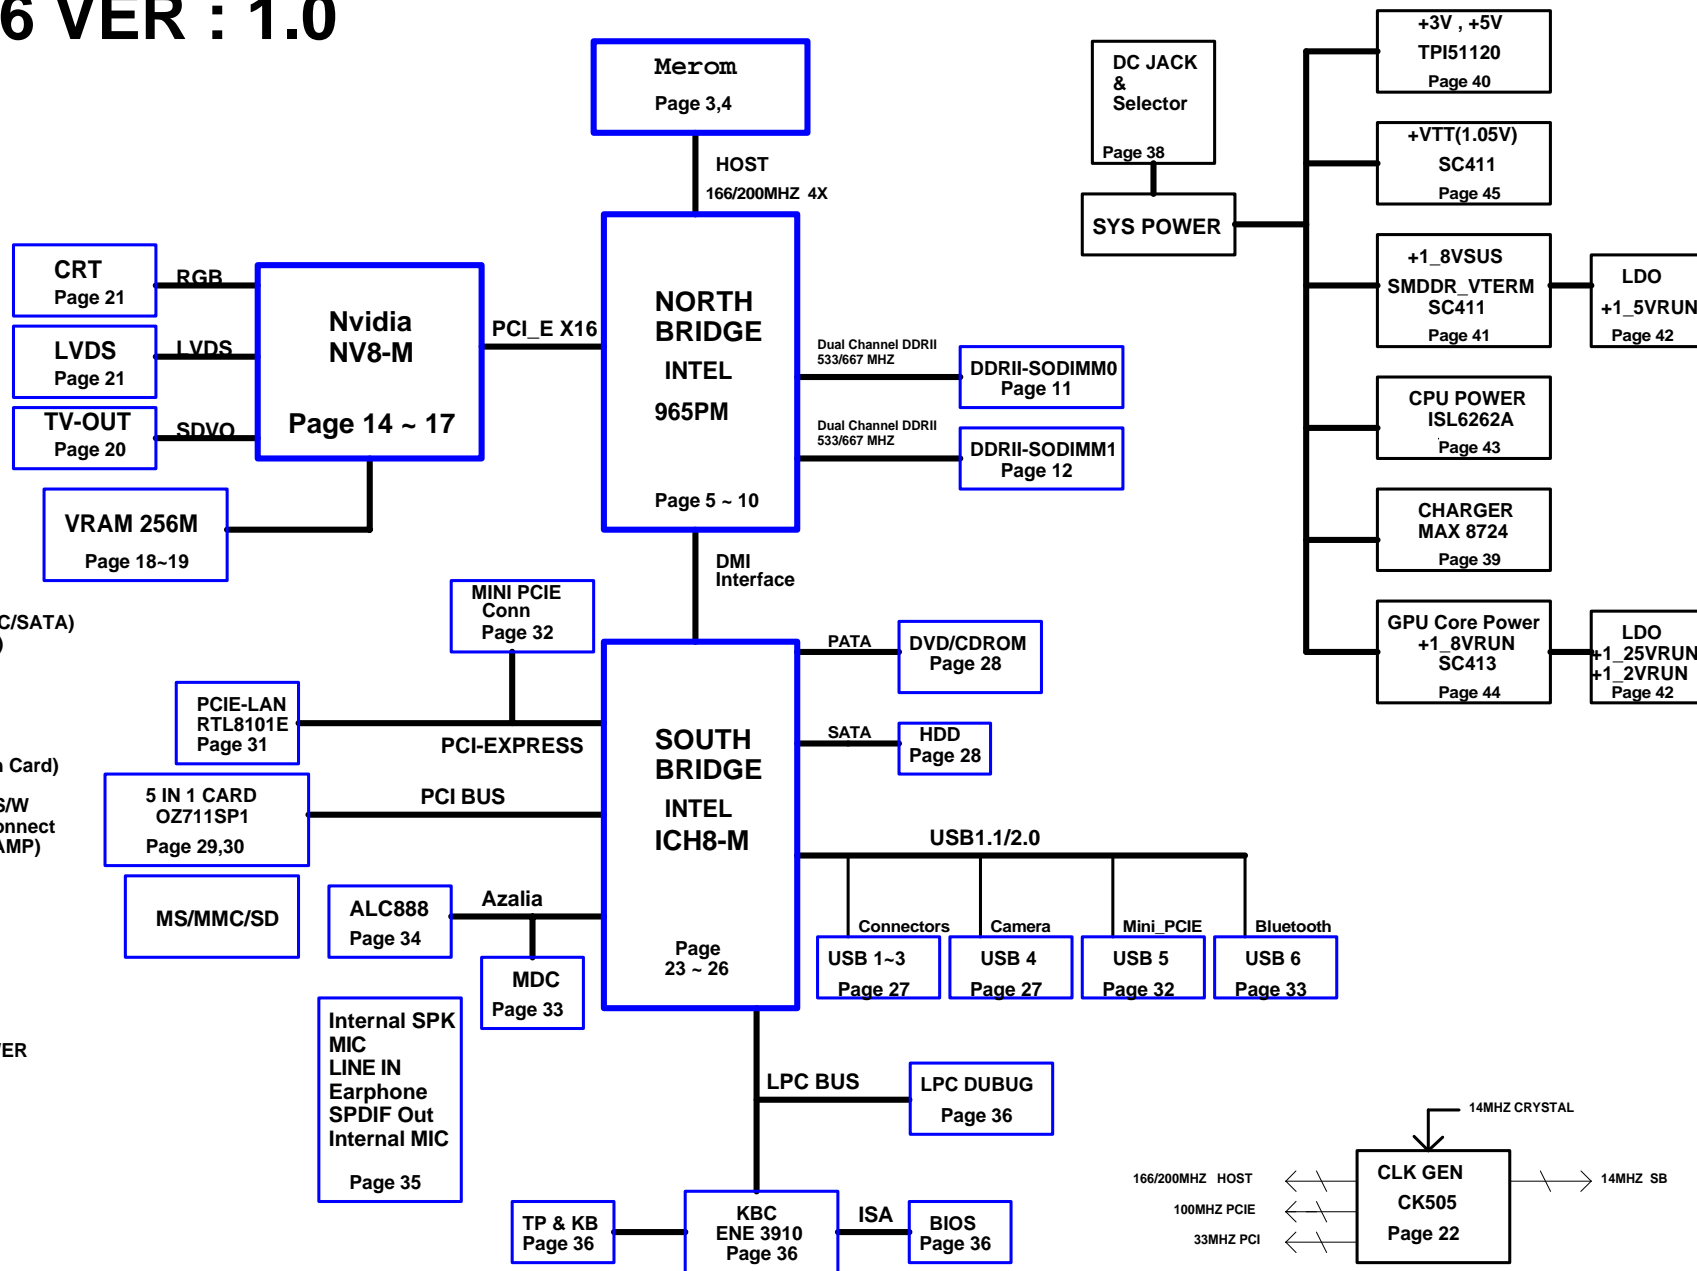 6 VER : 1.0
Merom
Page 3,4
HOST
166/200MHZ 4X
DC JACK
&
Selector
Page 38
SYS POWER
+3V , +5V
TPI51120
Page 40
+VTT(1.05V)
SC411
Page 45
+1_8VSUS
SMDDR_VTERM
SC411
Page 41
LDO
+1_5VRUN
Page 42
CPU POWER
ISL6262A
Page 43
CHARGER
MAX 8724
Page 39
GPU Core Power
+1_8VRUN
SC413
Page 44
LDO
+1_25VRUN
+1_2VRUN
Page 42
CRT
Page 21
RGB
LVDS
Page 21
LVDS
TV-OUT
Page 20
SDVO
Nvidia
NV8-M
Page 14 ~ 17
PCI_E X16
VRAM 256M
Page 18~19
NORTH
BRIDGE
INTEL
965PM
Page 5 ~ 10
Dual Channel DDRII
533/667 MHZ
DDRII-SODIMM0
Page 11
Dual Channel DDRII
533/667 MHZ
DDRII-SODIMM1
Page 12
DMI
Interface
C/SATA)
)
MINI PCIE
Conn
Page 32
PCIE-LAN
RTL8101E
Page 31
PCI-EXPRESS
n Card)
S/W
onnect
AMP)
5 IN 1 CARD
OZ711SP1
Page 29,30
PCI BUS
MS/MMC/SD
ALC888
Page 34
Azalia
MDC
Page 33
Internal SPK
MIC
LINE IN
Earphone
SPDIF Out
Internal MIC
Page 35
/ER
SOUTH
BRIDGE
INTEL
ICH8-M
Page
23 ~ 26
PATA
DVD/CDROM
Page 28
SATA
HDD
Page 28
USB1.1/2.0
Connectors
USB 1~3
Page 27
Camera
USB 4
Page 27
Mini_PCIE
USB 5
Page 32
Bluetooth
USB 6
Page 33
LPC BUS
LPC DUBUG
Page 36
TP & KB
Page 36
KBC
ENE 3910
Page 36
ISA
BIOS
Page 36
14MHZ CRYSTAL
CLK GEN
CK505
Page 22
166/200MHZ HOST
100MHZ PCIE
33MHZ PCI
14MHZ SB